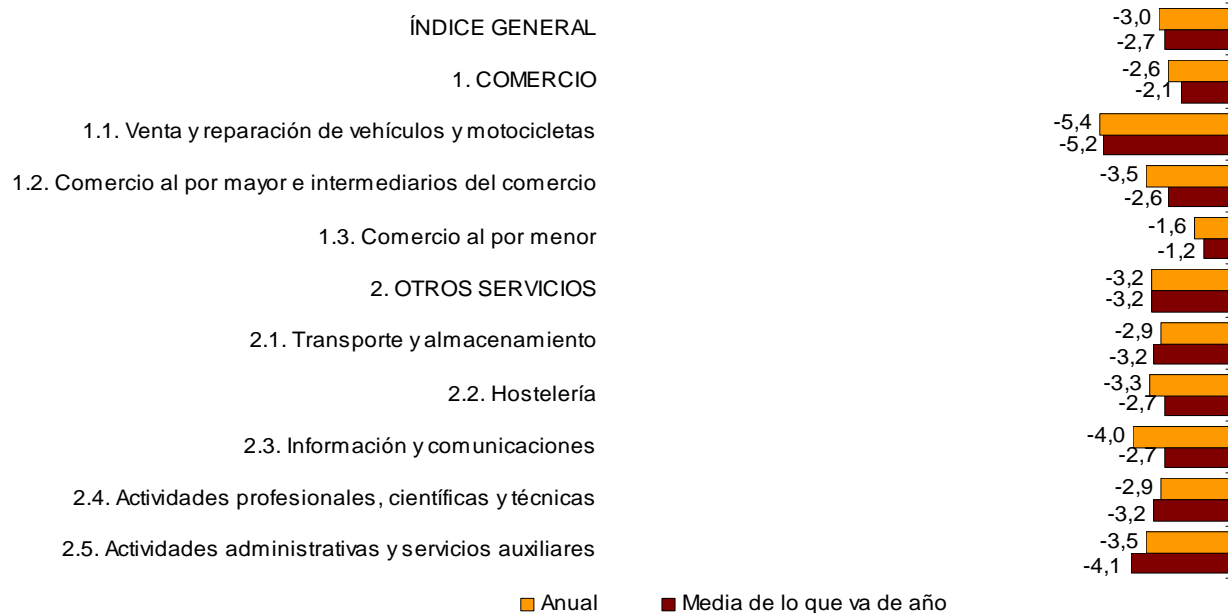 ÍNDICE GENERAL
-3,0
-2,7
1. COMERCIO
-2,6
-2,1
1.1. Venta y reparación de vehículos y motocicletas
-5,4
-5,2
1.2. Comercio al por mayor e intermediarios del comercio
-3,5
-2,6
1.3. Comercio al por menor
-1,6
-1,2
2. OTROS SERVICIOS
-3,2
-3,2
2.1. Transporte y almacenamiento
-2,9
-3,2
2.2. Hostelería
-3,3
-2,7
2.3. Información y comunicaciones
-4,0
-2,7
2.4. Actividades profesionales, científicas y técnicas
-2,9
-3,2
2.5. Actividades administrativas y servicios auxiliares
-3,5
-4,1
Anual Media de lo que va de año